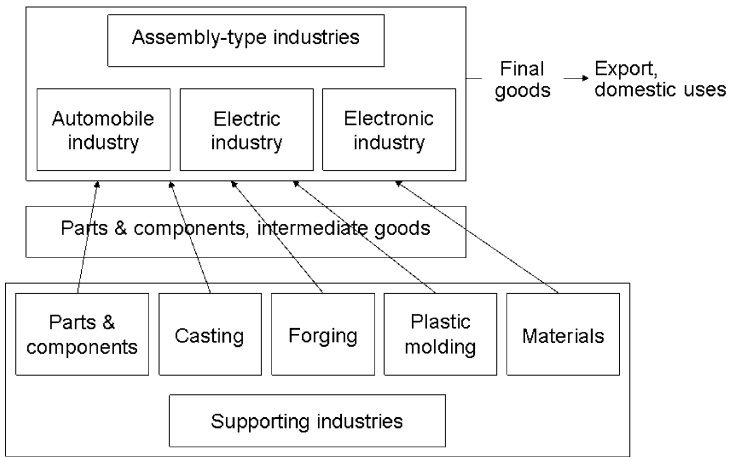 Assembly-type industries
Automobile
industry
Electric
industry
Electronic
industry
Final
goods
Export,
domestic uses
Parts & components, intermediate goods
Parts &
components
Casting
Forging
Plastic
molding
Materials
Supporting industries